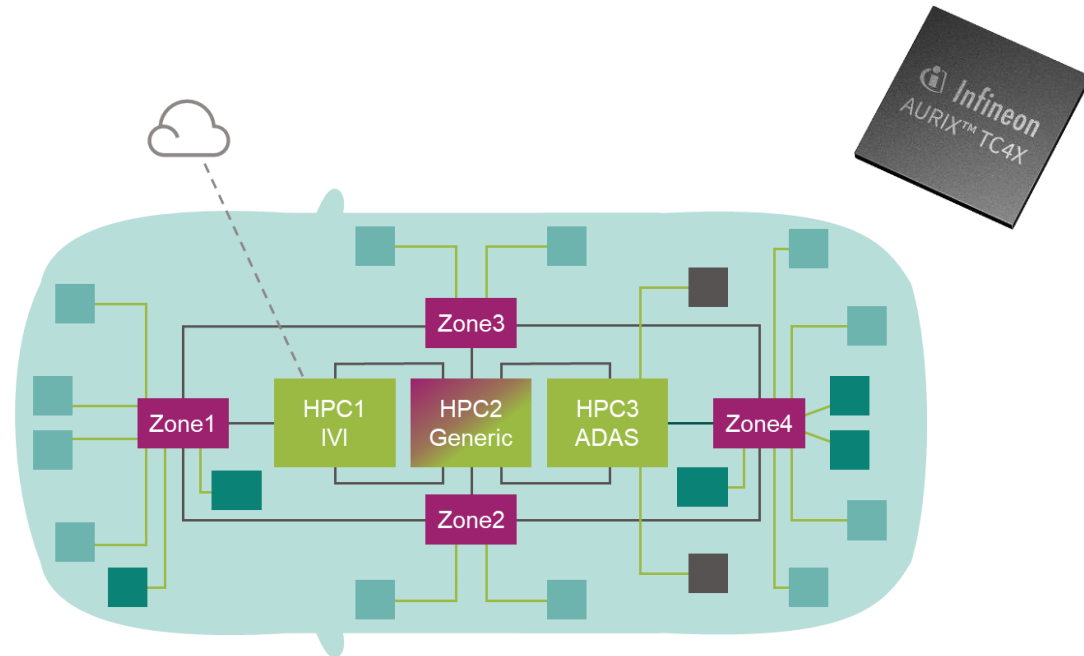 Infineon
AURIX™ TC4X
Zone3
HPC1
IVI
HPC2
Generic
HPC3
ADAS
Zone1
Zone4
Zone2